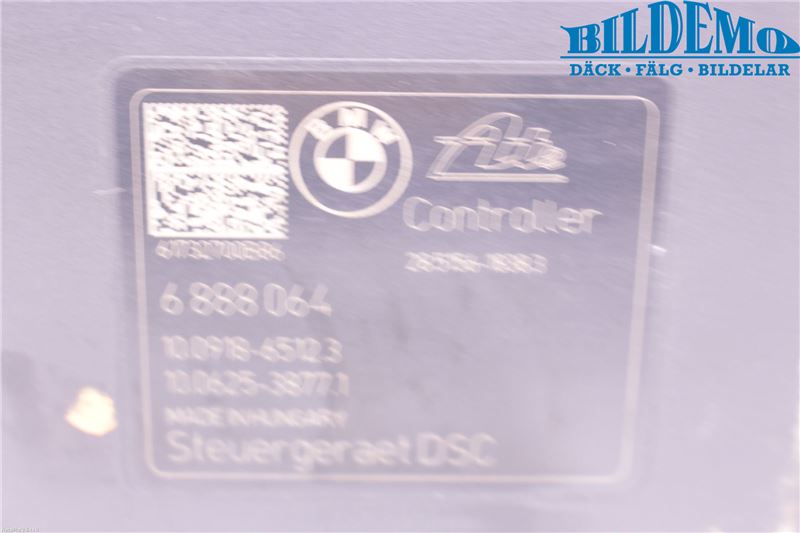 BILDEMO
DÄCK • FÄLG • BILDELAR
BMW
Ate
Controller
6 888 064
10.0918-6512.3
10.0625-3877.1
MADE IN HUNGARY
Steuergeraet DSC